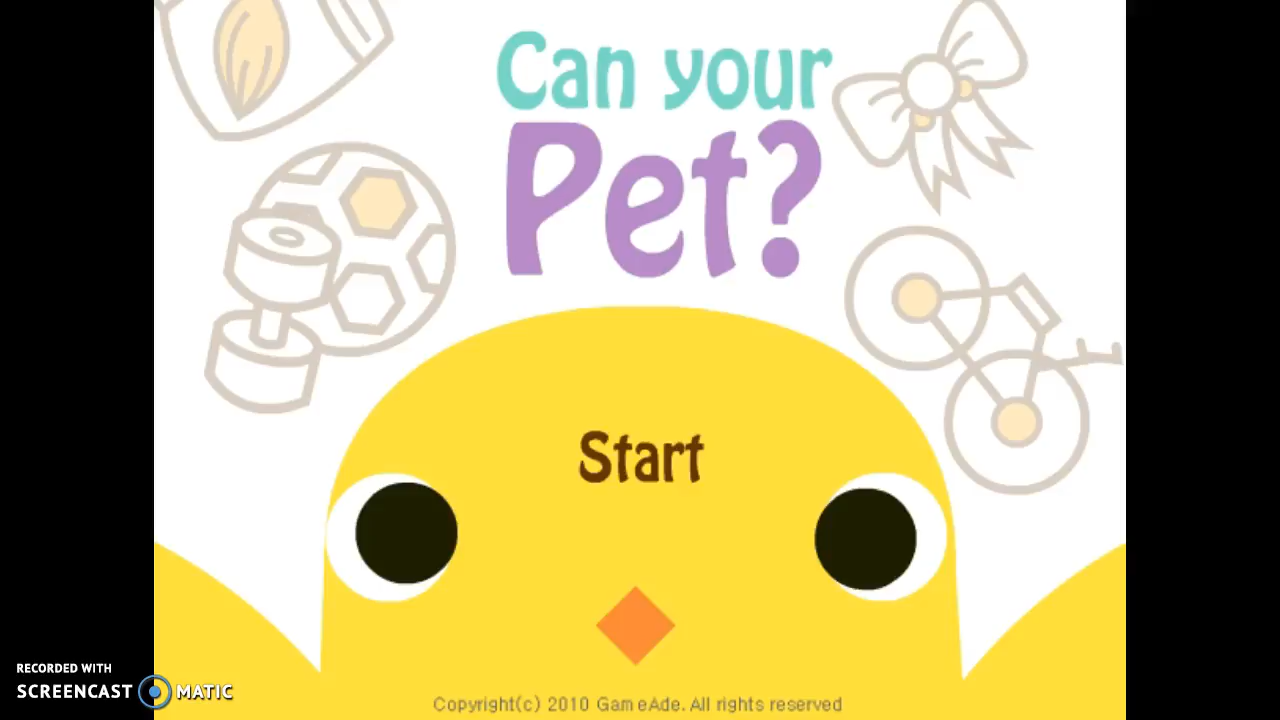 Can your
Pet?
Start
RECORDED WITH
SCREENCAST MATIC
Copyright(c) 2010 GameAde. All rights reserved